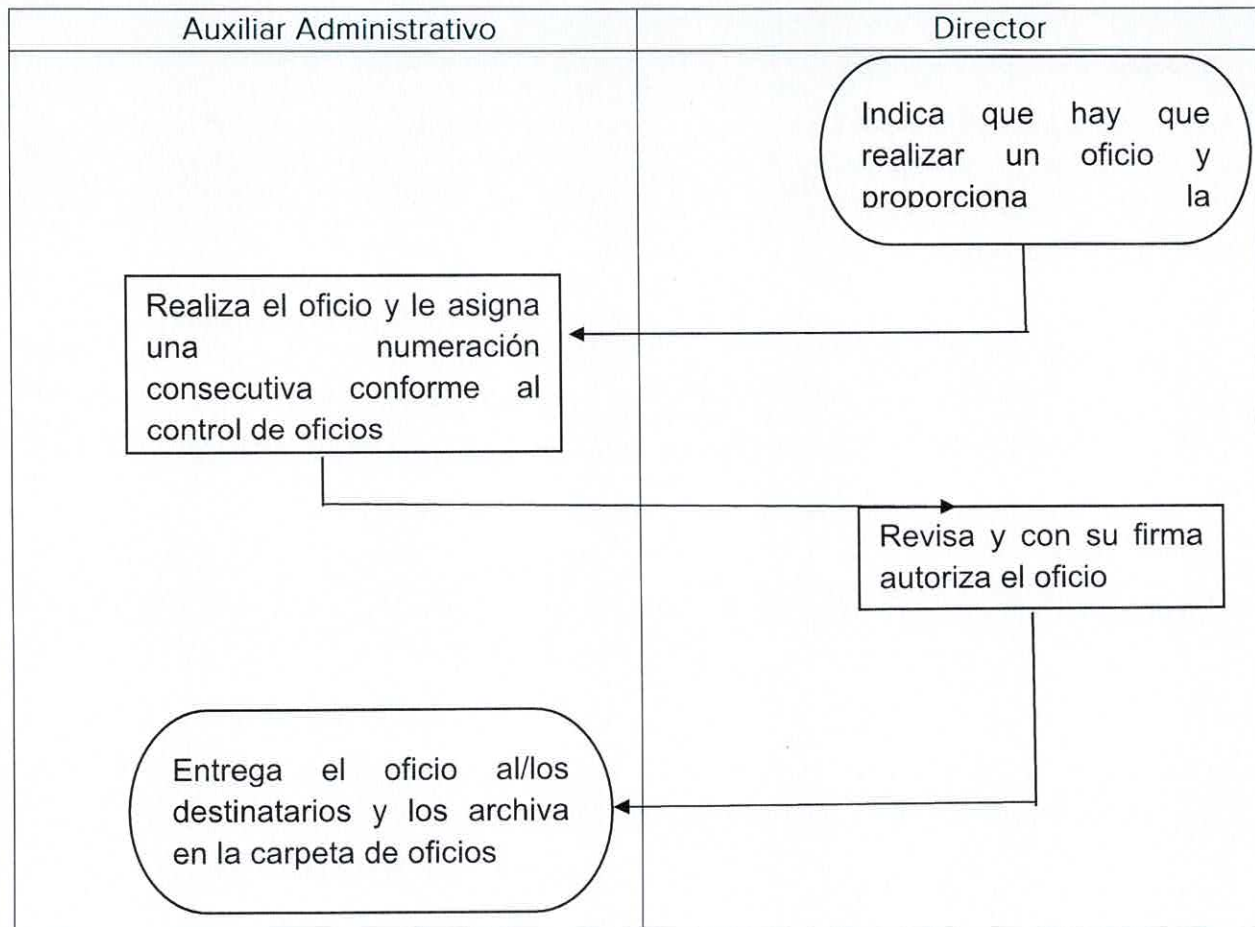 Auxiliar Administrativo
Director
Indica que hay que
realizar un oficio y
proporciona la
Realiza el oficio y le asigna
una numeración
consecutiva conforme al
control de oficios
Revisa y con su firma
autoriza el oficio
Entrega el oficio al/los
destinatarios y los archiva
en la carpeta de oficios